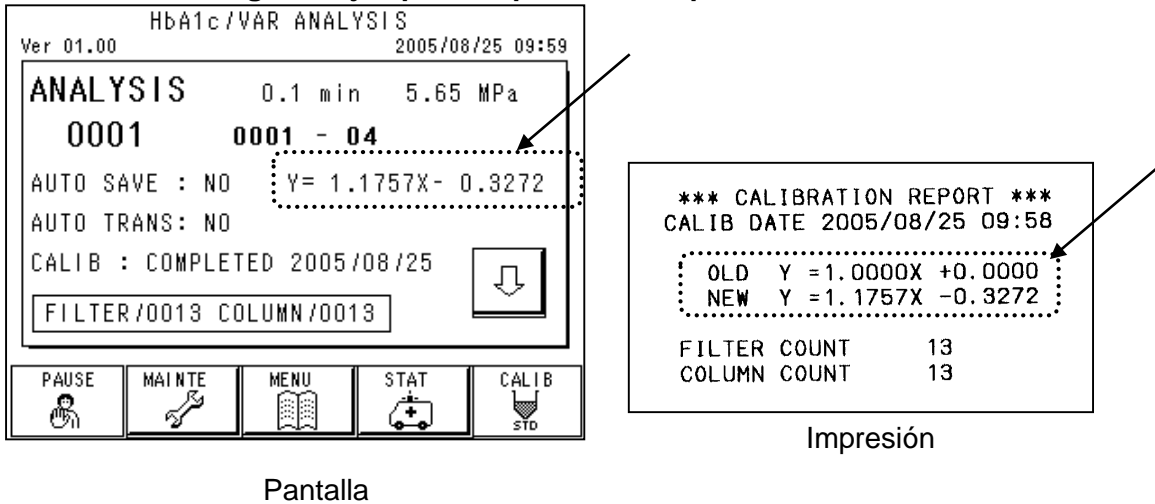 HbA1c/VAR ANALYSIS
Ver 01.00 2005/08/25 09:59
ANALYSIS 0.1 min 5.65 MPa
0001 0001 - 04
AUTO SAVE : NO Y= 1.1757X- 0.3272
AUTO TRANS: NO
CALIB : COMPLETED 2005/08/25
FILTER/0013 COLUMN/0013
PAUSE MAINTE MENU STAT CALIB
STD
Pantalla
*** CALIBRATION REPORT ***
CALIB DATE 2005/08/25 09:58
OLD Y =1.0000X +0.0000
NEW Y =1.1757X -0.3272
FILTER COUNT 13
COLUMN COUNT 13
Impresión